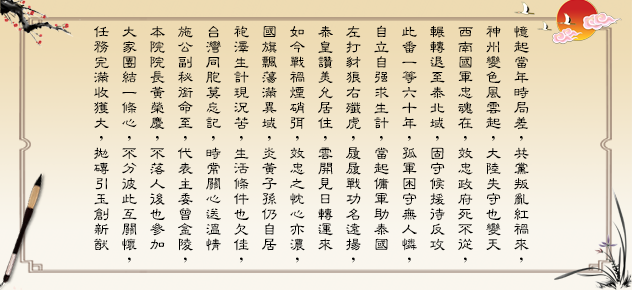 憶起當年時局差，共黨叛亂紅禍來，
神州變色風雲起，大陸失守也變天
西南國軍忠魂在，效忠政府死不從，
輾轉退至泰北域，固守候援待反攻
此番一等六十年，孤軍困守無人憐，
自立自强求生計，當起傭軍助泰國
左打豺狼右殲虎，屢屢戰功名遠揚，
泰皇讚美允居住，雲開見日轉運來
如今戰禍煙硝弭，效忠之忱心亦濃，
國旗飄蕩滿異域，炎黃子孫仍自居
袍澤生計現況苦，生活條件也欠佳，
台灣同胞莫忘記，時常關心送溫情
施公副秘銜命至，代表主委曾金陵，
本院院長黃榮慶，不落人後也參加
大家團結一條心，不分彼此互關懷，
任務完滿收獲大，拋磚引玉創新猷